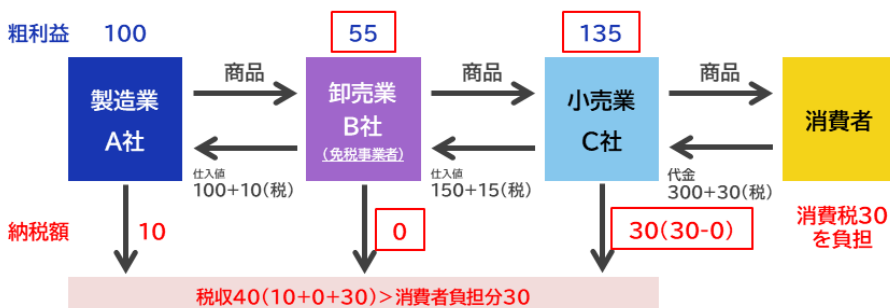 粗利益 100 55 135
商品 商品 商品
製造業
A社
卸売業
B社
(免税事業者)
小売業
C社
消費者
仕入値
100+10(税)
仕入値
150+15(税)
代金
300+30(税)
納税額 10 0 30(30-0)
消費税30
を負担
税収40(10+0+30)>消費者負担分30